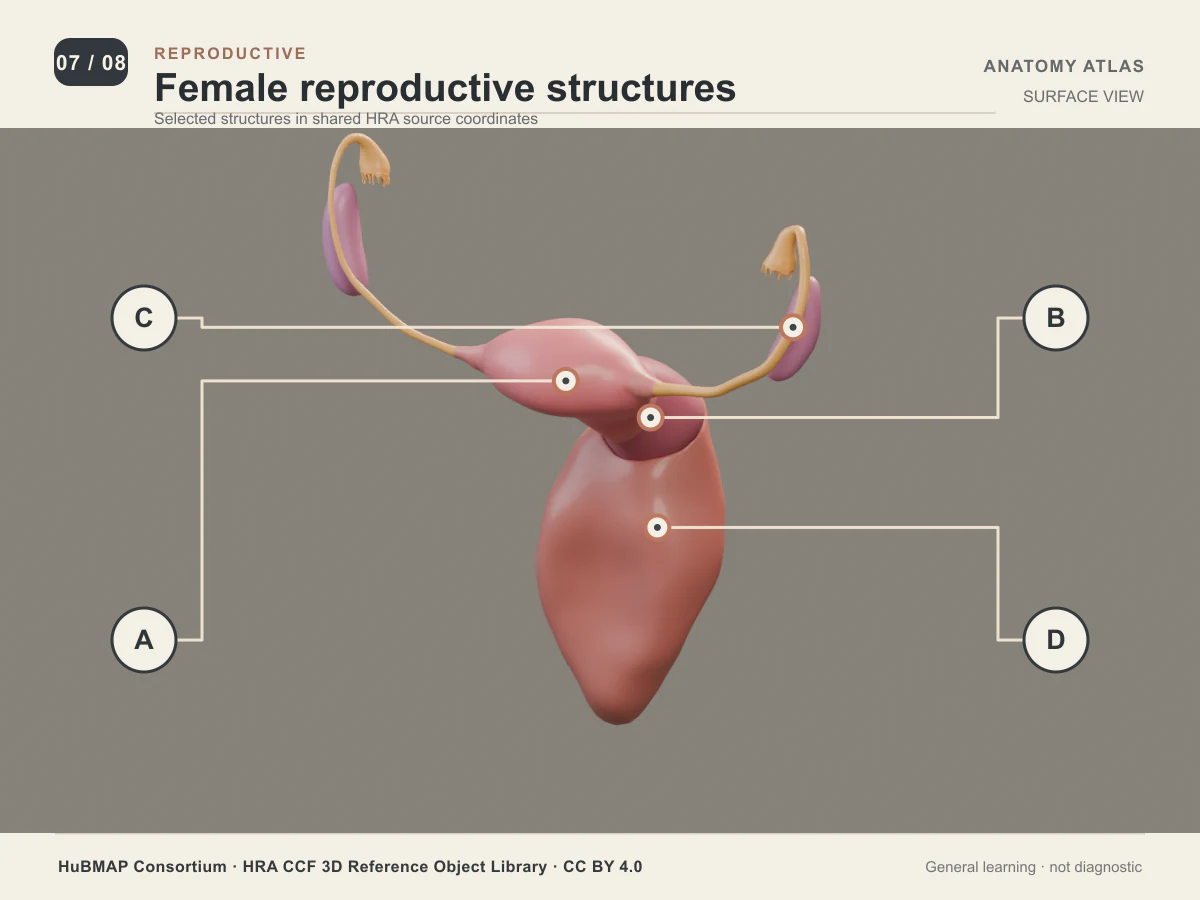 07 / 08
REPRODUCTIVE
Female reproductive structures
Selected structures in shared HRA source coordinates
ANATOMY ATLAS
SURFACE VIEW
C
B
A
D
HuBMAP Consortium · HRA CCF 3D Reference Object Library · CC BY 4.0
General learning · not diagnostic